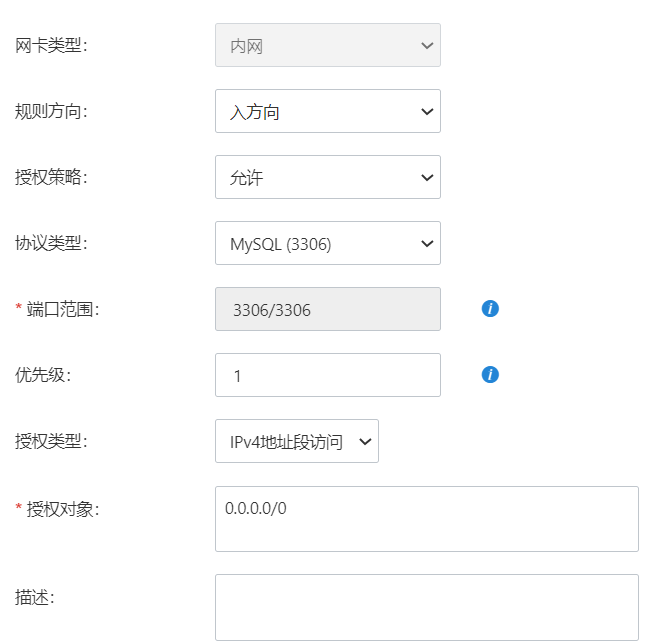 网卡类型: 内网
规则方向: 入方向
授权策略: 允许
协议类型: MySQL (3306)
* 端口范围: 3306/3306
优先级: 1
授权类型: IPv4地址段访问
* 授权对象: 0.0.0.0/0
描述: